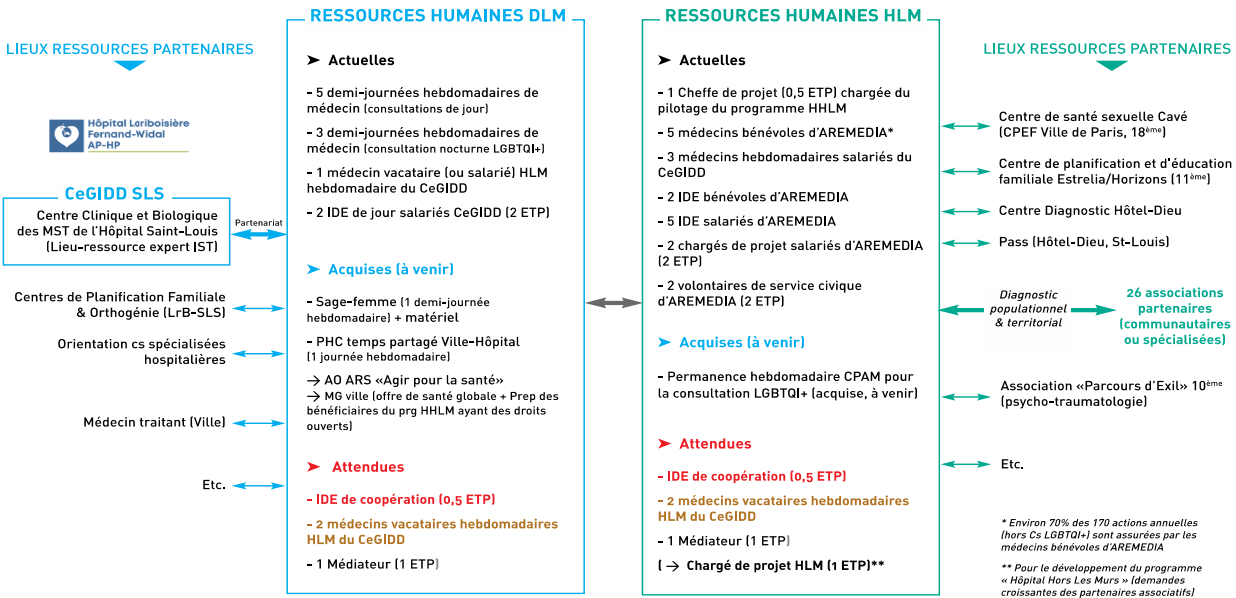 LIEUX RESSOURCES PARTENAIRES
Hôpital Lariboisière
Fernand-Widal
AP-HP
CeGIDD SLS
Centre Clinique et Biologique
des MST de l'Hôpital Saint-Louis
(Lieu-ressource expert IST)
Partenariat
Centres de Planification Familiale
& Orthogénie (LrB-SLS)
Orientation cs spécialisées
hospitalières
Médecin traitant (Ville)
Etc.
RESSOURCES HUMAINES DLM
➤ Actuelles
- 5 demi-journées hebdomadaires de
médecin (consultations de jour)
- 3 demi-journées hebdomadaires de
médecin (consultation nocturne LGBTQI+)
- 1 médecin vacataire (ou salarié) HLM
hebdomadaire du CeGIDD
- 2 IDE de jour salariés CeGIDD (2 ETP)
➤ Acquises (à venir)
- Sage-femme (1 demi-journée
hebdomadaire) + matériel
- PHC temps partagé Ville-Hôpital
(1 journée hebdomadaire)
→ AO ARS «Agir pour la santé»
→ MG ville (offre de santé globale + Prep des
bénéficiaires du prg HHLM ayant des droits
ouverts)
➤ Attendues
- IDE de coopération (0,5 ETP)
- 2 médecins vacataires hebdomadaires
HLM du CeGIDD
- 1 Médiateur (1 ETP)
RESSOURCES HUMAINES HLM
➤ Actuelles
- 1 Cheffe de projet (0,5 ETP) chargée du
pilotage du programme HHLM
- 5 médecins bénévoles d'AREMEDIA*
- 3 médecins hebdomadaires salariés du
CeGIDD
- 2 IDE bénévoles d'AREMEDIA
- 5 IDE salariés d'AREMEDIA
- 2 chargés de projet salariés d'AREMEDIA
(2 ETP)
- 2 volontaires de service civique
d'AREMEDIA (2 ETP)
➤ Acquises (à venir)
- Permanence hebdomadaire CPAM pour
la consultation LGBTQI+ (acquise, à venir)
➤ Attendues
- IDE de coopération (0,5 ETP)
- 2 médecins vacataires hebdomadaires
HLM du CeGIDD
- 1 Médiateur (1 ETP)
( → Chargé de projet HLM (1 ETP)**
LIEUX RESSOURCES PARTENAIRES
Centre de santé sexuelle Cavé
(CPEF Ville de Paris, 18ème)
Centre de planification et d'éducation
familiale Estrelia/Horizons (11ème)
Centre Diagnostic Hôtel-Dieu
Pass (Hôtel-Dieu, St-Louis)
Diagnostic
populationnel
& territorial
26 associations
partenaires
(communautaires
ou spécialisées)
Association «Parcours d'Exil» 10ème
(psycho-traumatologie)
Etc.
* Environ 70% des 170 actions annuelles
(hors Cs LGBTQI+) sont assurées par les
médecins bénévoles d'AREMEDIA
** Pour le développement du programme
« Hôpital Hors Les Murs » (demandes
croissantes des partenaires associatifs)